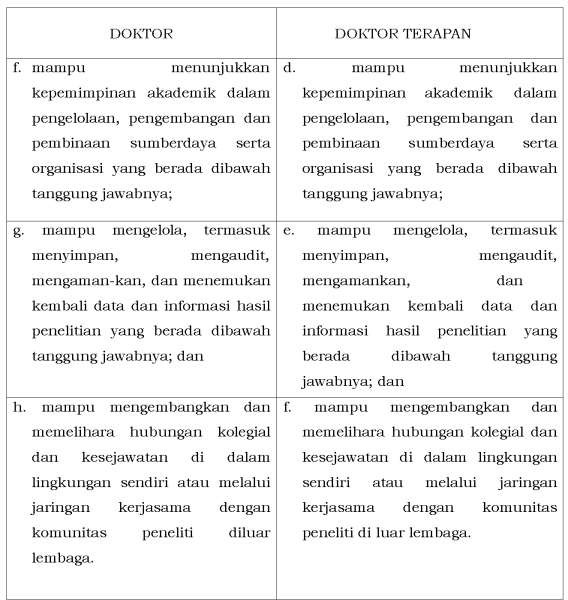 DOKTOR
DOKTOR TERAPAN
f. mampu menunjukkan
kepemimpinan akademik dalam
pengelolaan, pengembangan dan
pembinaan sumberdaya serta
organisasi yang berada dibawah
tanggung jawabnya;
d. mampu menunjukkan
kepemimpinan akademik dalam
pengelolaan, pengembangan dan
pembinaan sumberdaya serta
organisasi yang berada dibawah
tanggung jawabnya;
g. mampu mengelola, termasuk
menyimpan, mengaudit,
mengaman-kan, dan menemukan
kembali data dan informasi hasil
penelitian yang berada dibawah
tanggung jawabnya; dan
e. mampu mengelola, termasuk
menyimpan, mengaudit,
mengamankan, dan
menemukan kembali data dan
informasi hasil penelitian yang
berada dibawah tanggung
jawabnya; dan
h. mampu mengembangkan dan
memelihara hubungan kolegial
dan kesejawatan di dalam
lingkungan sendiri atau melalui
jaringan kerjasama dengan
komunitas peneliti diluar
lembaga.
f. mampu mengembangkan dan
memelihara hubungan kolegial dan
kesejawatan di dalam lingkungan
sendiri atau melalui jaringan
kerjasama dengan komunitas
peneliti di luar lembaga.